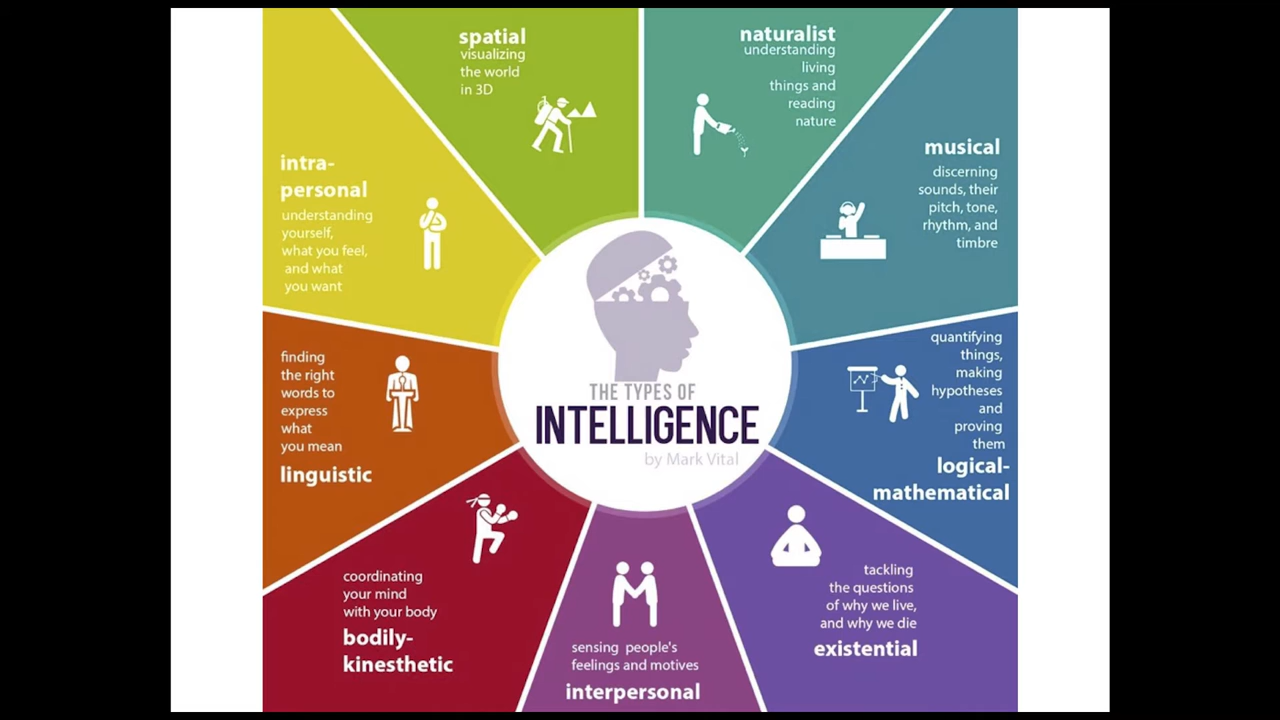 spatial
visualizing
the world
in 3D
naturalist
understanding
living
things and
reading
nature
musical
discerning
sounds, their
pitch, tone,
rhythm, and
timbre
quantifying
things,
making
hypotheses
and
proving
them
logical-
mathematical
tackling
the questions
of why we live,
and why we die
existential
sensing people's
feelings and motives
interpersonal
coordinating
your mind
with your body
bodily-
kinesthetic
finding
the right
words to
express
what
you mean
linguistic
intra-
personal
understanding
yourself,
what you feel,
and what
you want
THE TYPES OF
INTELLIGENCE
by Mark Vital